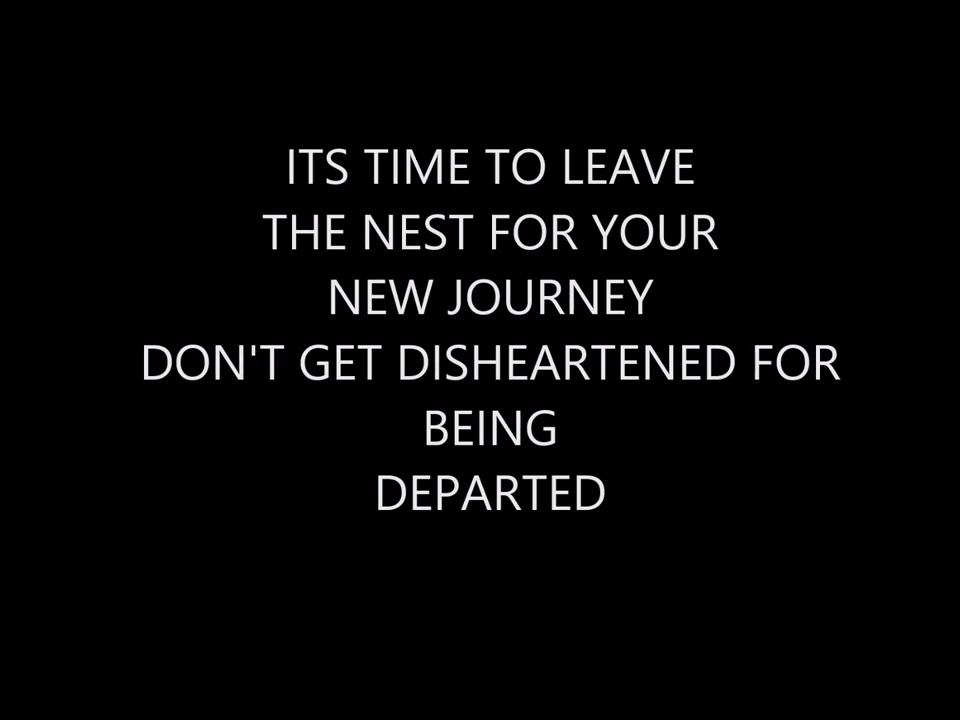 ITS TIME TO LEAVE
THE NEST FOR YOUR
NEW JOURNEY
DON'T GET DISHEARTENED FOR
BEING
DEPARTED